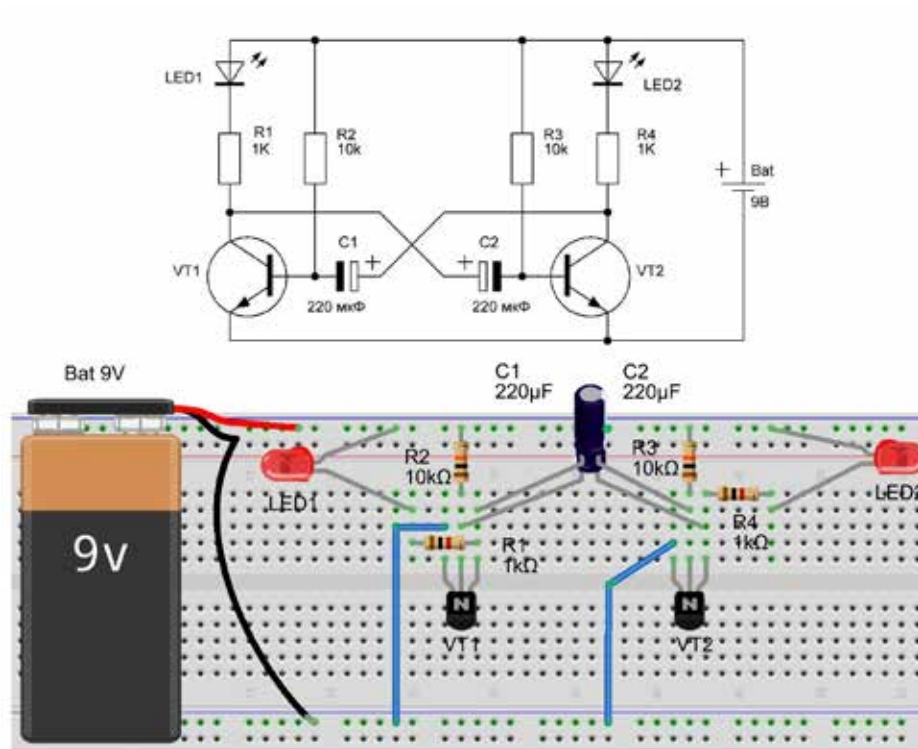 LED1
LED2
R1
1K
R2
10k
R3
10k
R4
1K
+ Bat
9В
C1
+
C2
+
VT1
VT2
220 мкФ
220 мкФ
Bat 9V
C1
220µF
C2
220µF
R2
10kΩ
R3
10kΩ
LED1
LED2
R4
1kΩ
R1
1kΩ
9v
N
N
VT1
VT2